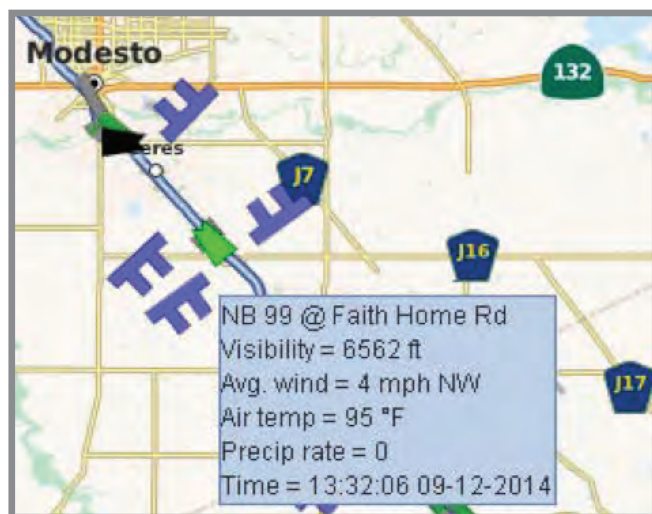 Modesto
132
J7
J16
NB 99 @ Faith Home Rd
Visibility = 6562 ft
Avg. wind = 4 mph NW
Air temp = 95 °F
Precip rate = 0
Time = 13:32:06 09-12-2014
J17